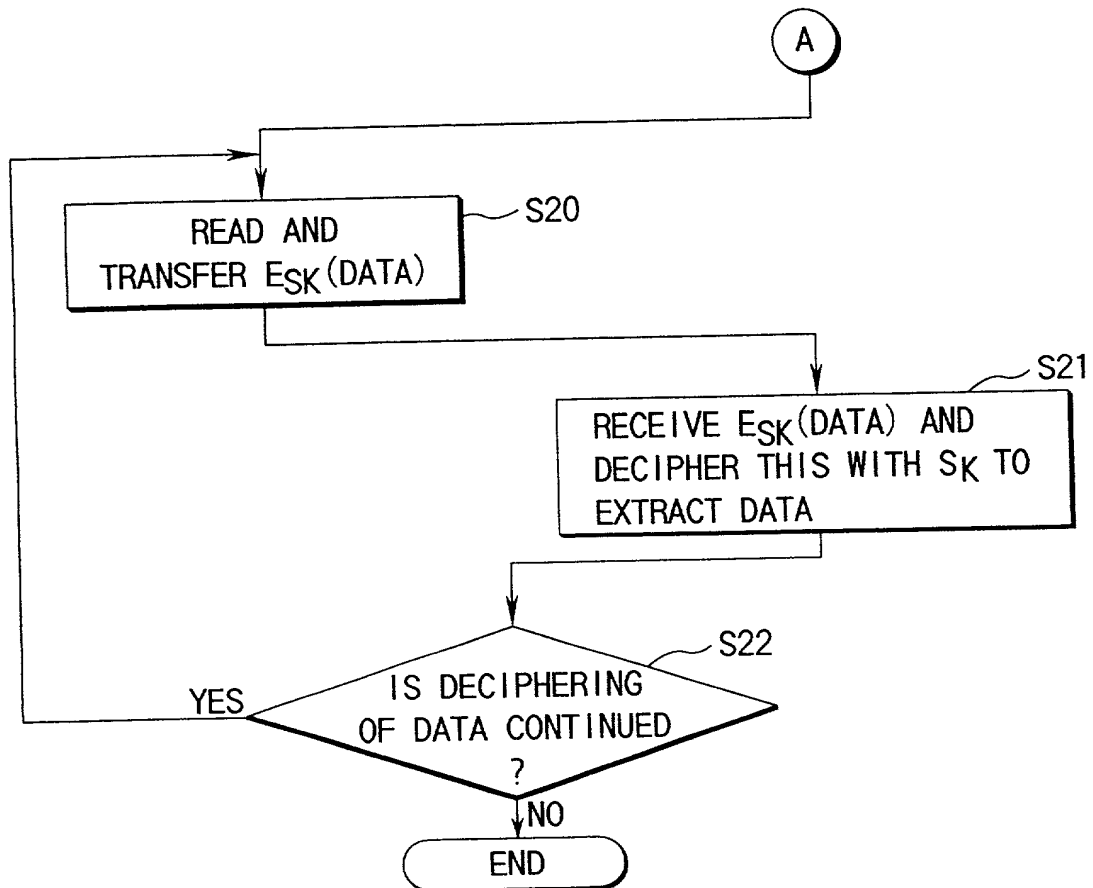 A
S20
READ AND
TRANSFER ESK(DATA)
S21
RECEIVE ESK(DATA) AND
DECIPHER THIS WITH SK TO
EXTRACT DATA
S22
YES
IS DECIPHERING
OF DATA CONTINUED
?
NO
END